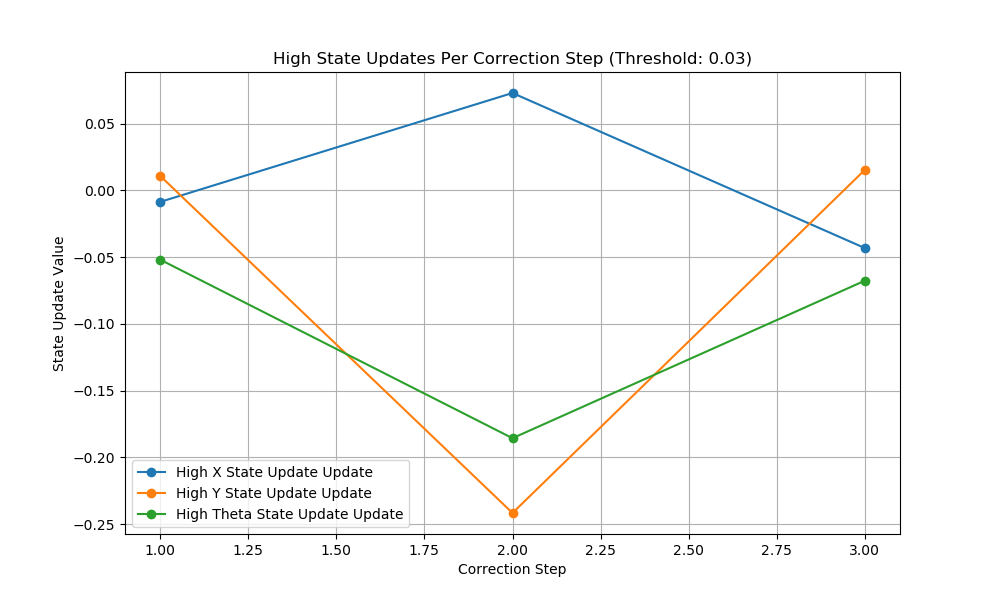 High State Updates Per Correction Step (Threshold: 0.03)
State Update Value
0.05
0.00
−0.05
−0.10
−0.15
−0.20
−0.25
High X State Update Update
High Y State Update Update
High Theta State Update Update
1.00 1.25 1.50 1.75 2.00 2.25 2.50 2.75 3.00
Correction Step